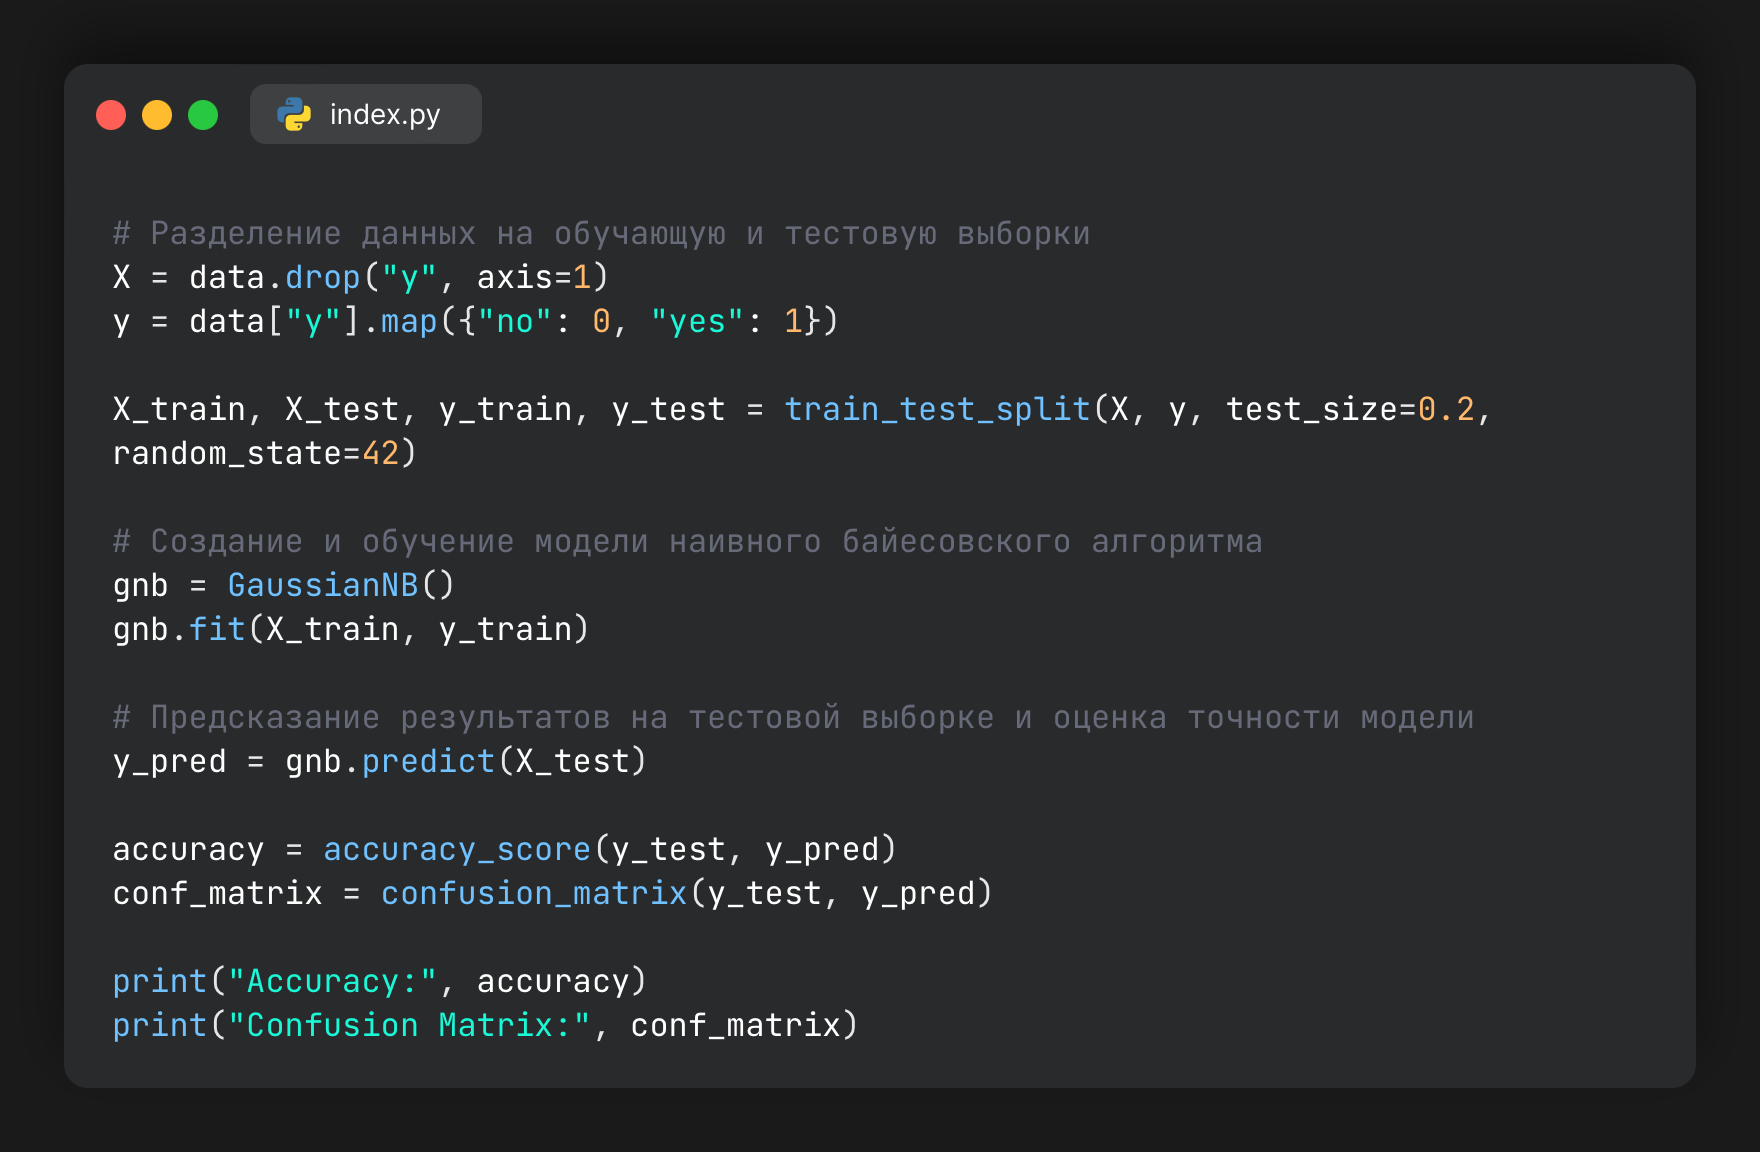 index.py
# Разделение данных на обучающую и тестовую выборки
X = data.drop("y", axis=1)
y = data["y"].map({"no": 0, "yes": 1})
X_train, X_test, y_train, y_test = train_test_split(X, y, test_size=0.2,
random_state=42)
# Создание и обучение модели наивного байесовского алгоритма
gnb = GaussianNB()
gnb.fit(X_train, y_train)
# Предсказание результатов на тестовой выборке и оценка точности модели
y_pred = gnb.predict(X_test)
accuracy = accuracy_score(y_test, y_pred)
conf_matrix = confusion_matrix(y_test, y_pred)
print("Accuracy:", accuracy)
print("Confusion Matrix:", conf_matrix)